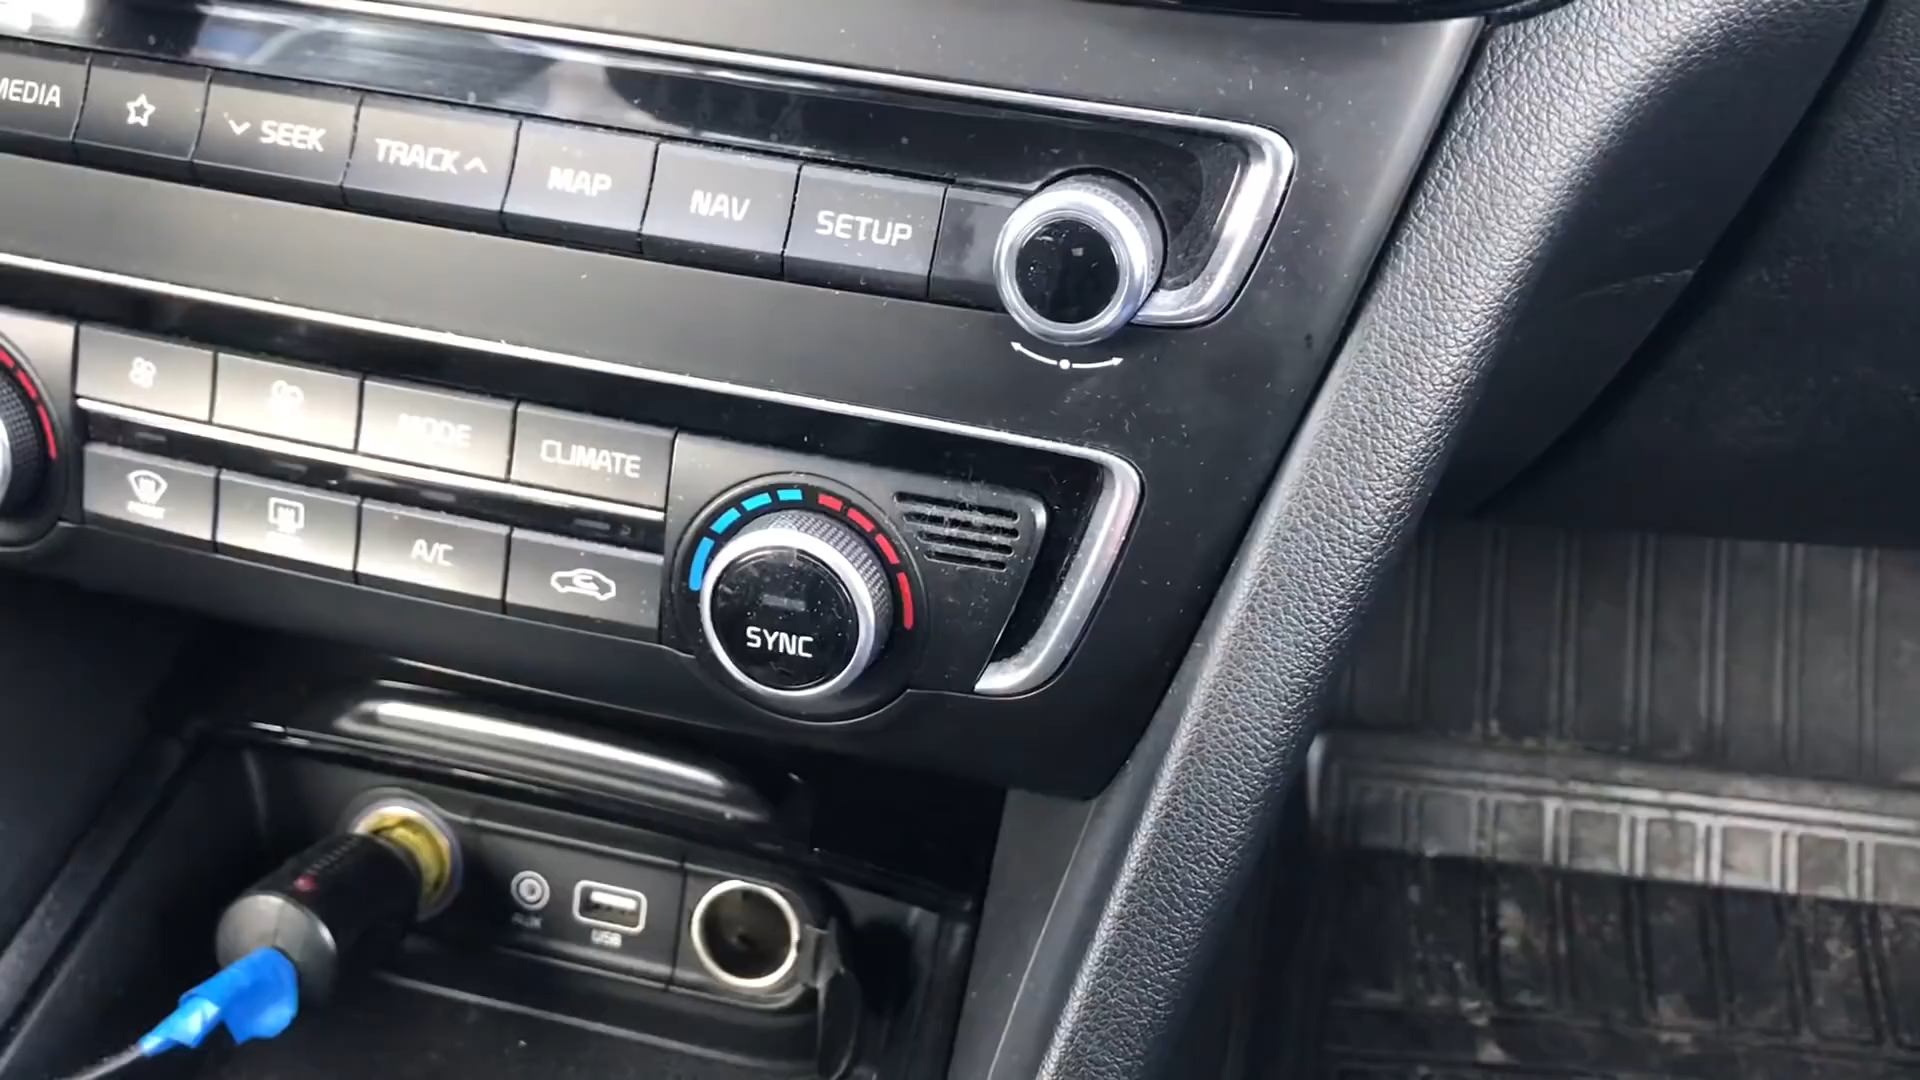 MEDIA
SEEK
TRACK
MAP
NAV
SETUP
MODE
CLIMATE
A/C
SYNC
AUX
USB